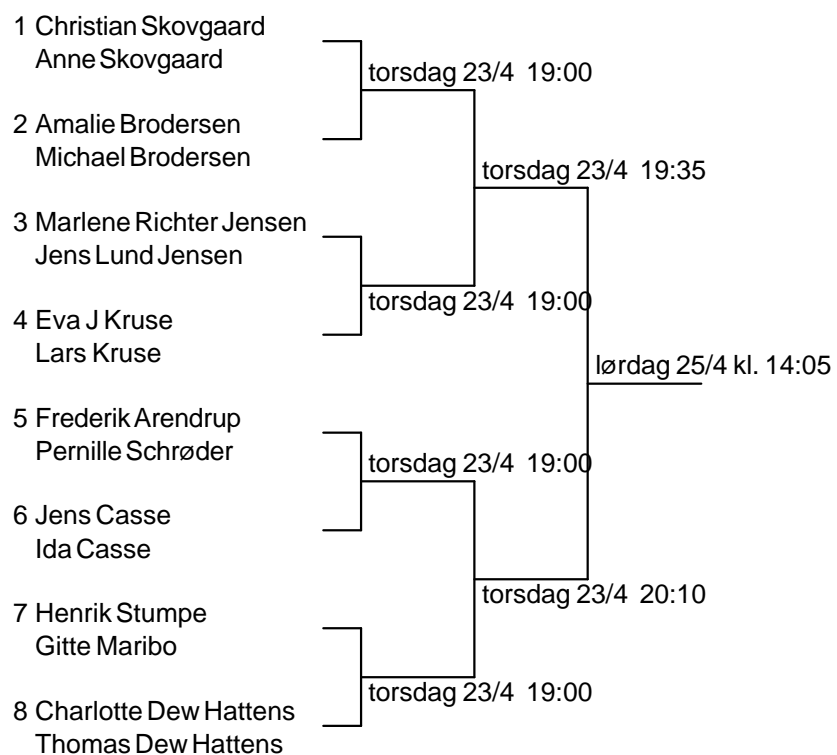 1 Christian Skovgaard
Anne Skovgaard
torsdag 23/4 19:00
2 Amalie Brodersen
Michael Brodersen
torsdag 23/4 19:35
3 Marlene Richter Jensen
Jens Lund Jensen
torsdag 23/4 19:00
4 Eva J Kruse
Lars Kruse
lørdag 25/4 kl. 14:05
5 Frederik Arendrup
Pernille Schrøder
torsdag 23/4 19:00
6 Jens Casse
Ida Casse
torsdag 23/4 20:10
7 Henrik Stumpe
Gitte Maribo
torsdag 23/4 19:00
8 Charlotte Dew Hattens
Thomas Dew Hattens